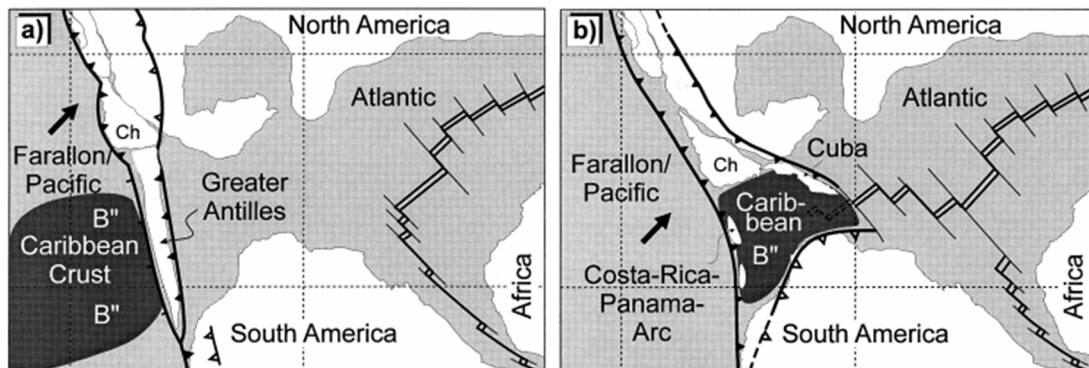 a)
North America
Atlantic
Ch
Farallon/
Pacific
Greater
Antilles
B"
Caribbean
Crust
B"
South America
Africa
b)
North America
Atlantic
Cuba
Ch
Farallon/
Pacific
Carib-
bean
B"
Costa-Rica-
Panama-
Arc
South America
Africa